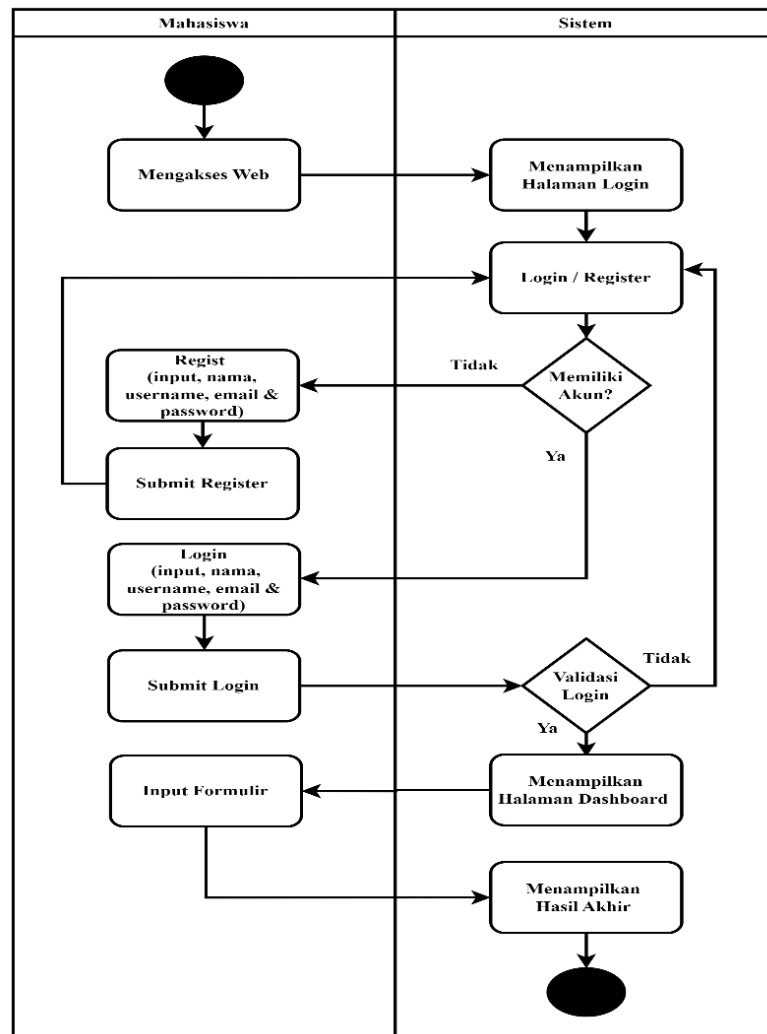 Mahasiswa
Sistem
Mengakses Web
Menampilkan
Halaman Login
Login / Register
Memiliki
Akun?
Tidak
Ya
Regist
(input, nama,
username, email &
password)
Submit Register
Login
(input, nama,
username, email &
password)
Submit Login
Validasi
Login
Tidak
Ya
Menampilkan
Halaman Dashboard
Input Formulir
Menampilkan
Hasil Akhir